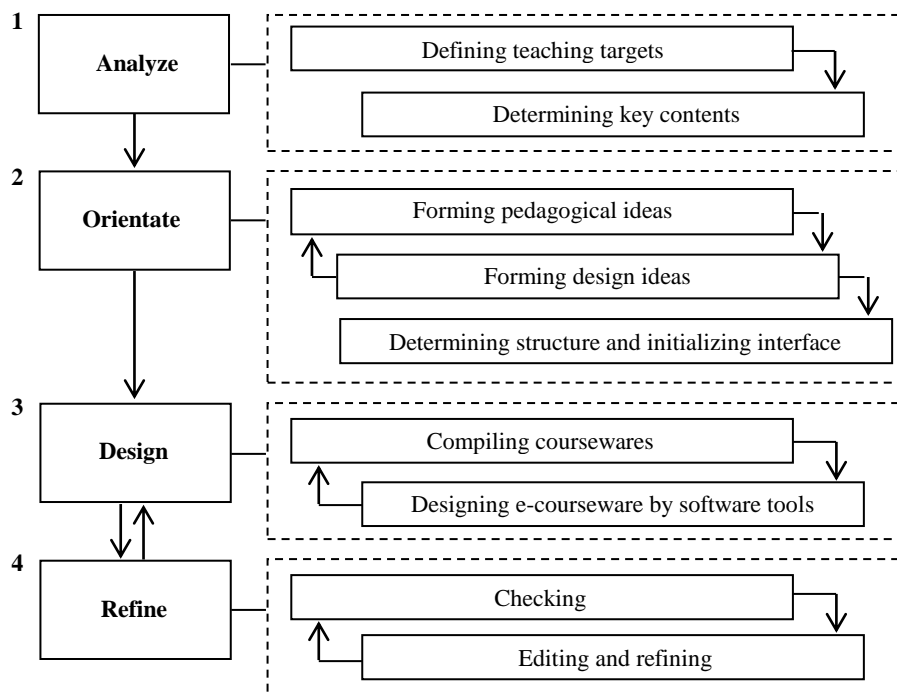 1
Analyze
Defining teaching targets
Determining key contents
2
Orientate
Forming pedagogical ideas
Forming design ideas
Determining structure and initializing interface
3
Design
Compiling coursewares
Designing e-courseware by software tools
4
Refine
Checking
Editing and refining